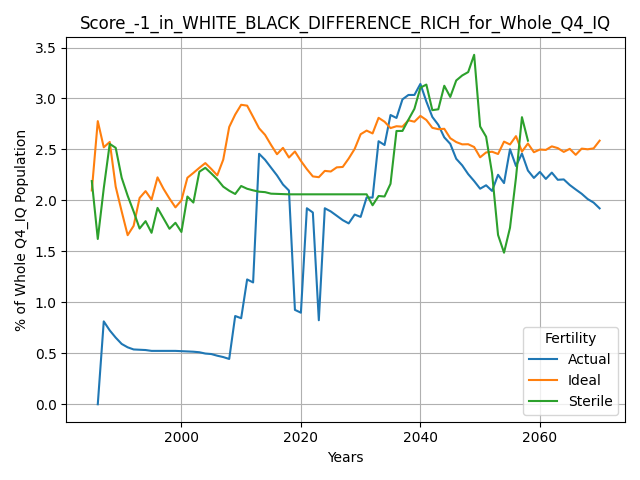 Score_-1_in_WHITE_BLACK_DIFFERENCE_RICH_for_Whole_Q4_IQ
% of Whole Q4_IQ Population
3.5
3.0
2.5
2.0
1.5
1.0
0.5
0.0
Fertility
Actual
Ideal
Sterile
2000
2020
2040
2060
Years